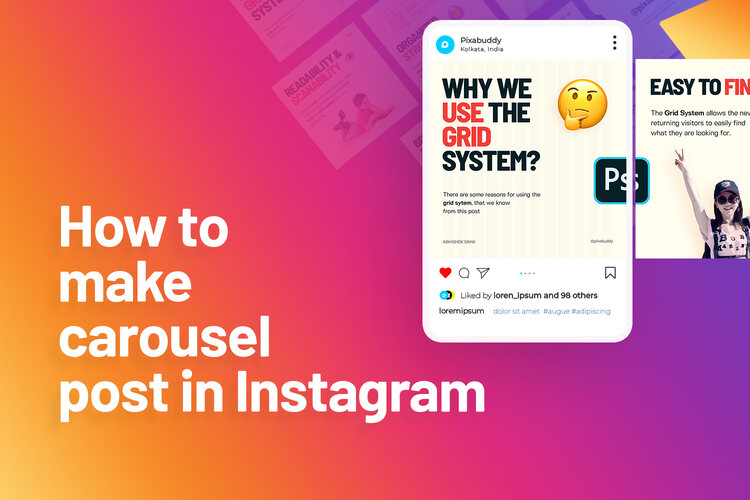 How to
make
carousel
post in Instagram
Pixabuddy
Kolkata, India
WHY WE
USE THE
GRID
SYSTEM?
There are some reasons for using the
grid sytem, that we know
from this post
ABHISHEK SAHA
@pixabuddy
Liked by loren_ipsum and 98 others
loremipsum dolor sit amet #augue #adipiscing
Ps
EASY TO FIN
The Grid System allows the new
returning visitors to easily find
what they are looking for.
READABILITY &
SCANABILITY
SYSTEM